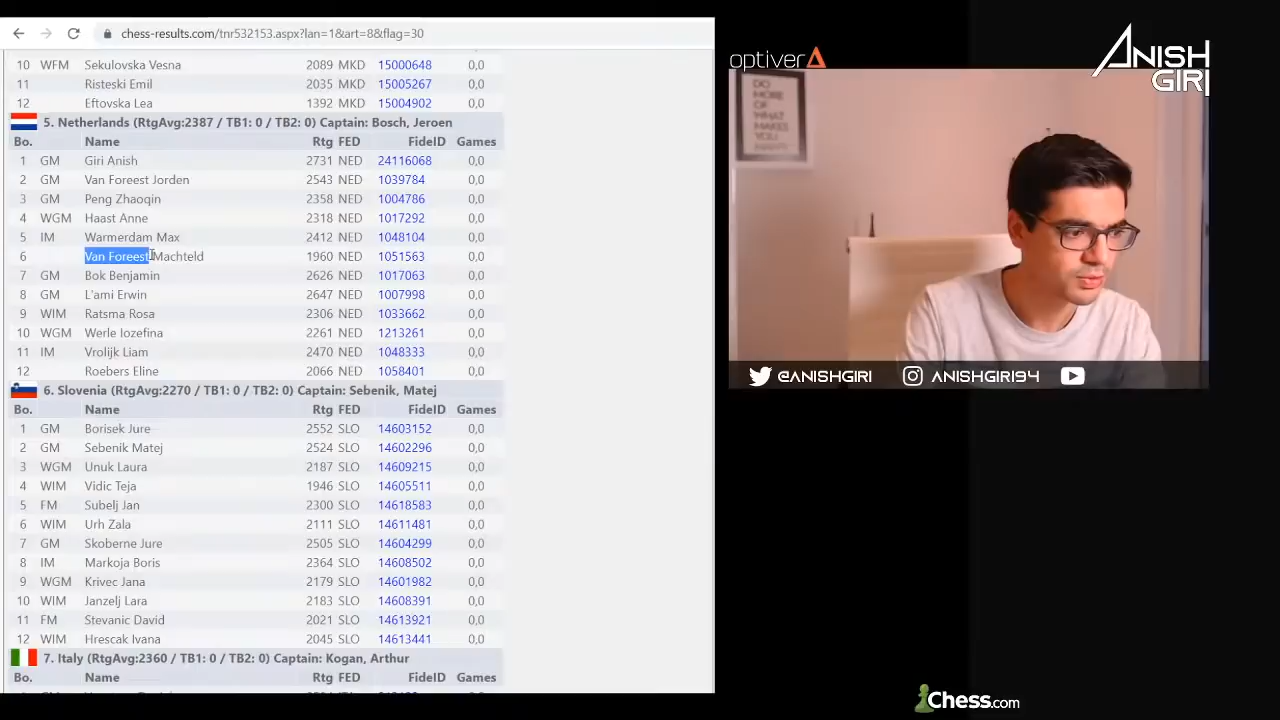 chess-results.com/tnr532153.aspx?lan=1&art=8&flag=30
10 WFM Sekulovska Vesna 2089 MKD 15000648 0,0
11 Risteski Emil 2035 MKD 15005267 0,0
12 Eftovska Lea 1392 MKD 15004902 0,0
5. Netherlands (RtgAvg:2387 / TB1: 0 / TB2: 0) Captain: Bosch, Jeroen
Bo. Name Rtg FED FideID Games
1 GM Giri Anish 2731 NED 24116068 0,0
2 GM Van Foreest Jorden 2543 NED 1039784 0,0
3 GM Peng Zhaoqin 2358 NED 1004786 0,0
4 WGM Haast Anne 2318 NED 1017292 0,0
5 IM Warmerdam Max 2412 NED 1048104 0,0
6 Van Foreest Machteld 1960 NED 1051563 0,0
7 GM Bok Benjamin 2626 NED 1017063 0,0
8 GM L'ami Erwin 2647 NED 1007998 0,0
9 WIM Ratsma Rosa 2306 NED 1033662 0,0
10 WGM Werle Iozefina 2261 NED 1213261 0,0
11 IM Vrolijk Liam 2470 NED 1048333 0,0
12 Roebers Eline 2066 NED 1058401 0,0
6. Slovenia (RtgAvg:2270 / TB1: 0 / TB2: 0) Captain: Sebenik, Matej
Bo. Name Rtg FED FideID Games
1 GM Borisek Jure 2552 SLO 14603152 0,0
2 GM Sebenik Matej 2524 SLO 14602296 0,0
3 WGM Unuk Laura 2187 SLO 14609215 0,0
4 WIM Vidic Teja 1946 SLO 14605511 0,0
5 FM Subelj Jan 2300 SLO 14618583 0,0
6 WIM Urh Zala 2111 SLO 14611481 0,0
7 GM Skoberne Jure 2505 SLO 14604299 0,0
8 IM Markoja Boris 2364 SLO 14608502 0,0
9 WGM Krivec Jana 2179 SLO 14601982 0,0
10 WIM Janzelj Lara 2183 SLO 14608391 0,0
11 FM Stevanic David 2021 SLO 14613921 0,0
12 WIM Hrescak Ivana 2045 SLO 14613441 0,0
7. Italy (RtgAvg:2360 / TB1: 0 / TB2: 0) Captain: Kogan, Arthur
Bo. Name Rtg FED FideID Games
optiver
ANISH
GIRI
DO
MORE
OF
WHAT
MAKES
YOU
@ANISHGIRI ANISHGIRI94
Chess.com